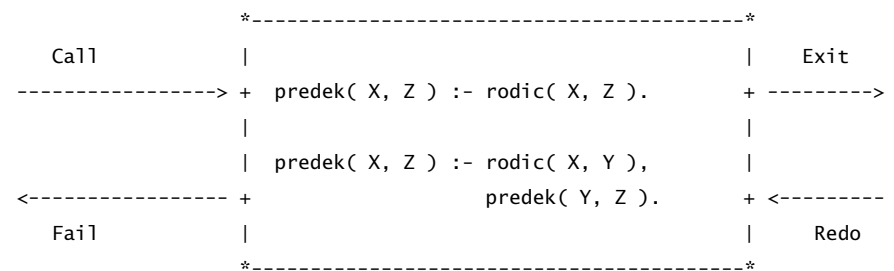 *------------------------------------------*
Call | | Exit
-----------------> + predek( X, Z ) :- rodic( X, Z ). + --------->
| |
| predek( X, Z ) :- rodic( X, Y ), |
<----------------- + predek( Y, Z ). + <---------
Fail | | Redo
*------------------------------------------*